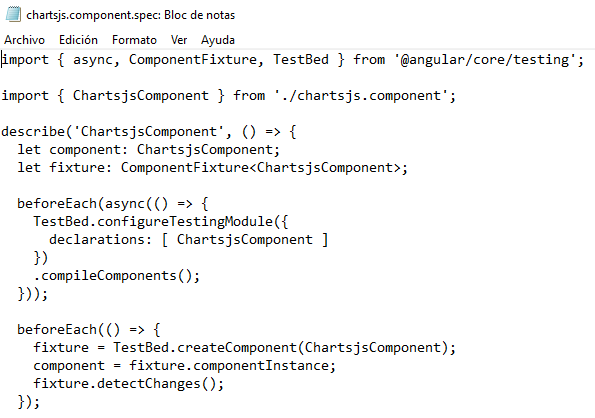 chartsjs.component.spec: Bloc de notas
Archivo Edición Formato Ver Ayuda
import { async, ComponentFixture, TestBed } from '@angular/core/testing';
import { ChartsjsComponent } from './chartsjs.component';
describe('ChartsjsComponent', () => {
  let component: ChartsjsComponent;
  let fixture: ComponentFixture<ChartsjsComponent>;
  beforeEach(async(() => {
    TestBed.configureTestingModule({
      declarations: [ ChartsjsComponent ]
    })
    .compileComponents();
  }));
  beforeEach(() => {
    fixture = TestBed.createComponent(ChartsjsComponent);
    component = fixture.componentInstance;
    fixture.detectChanges();
  });